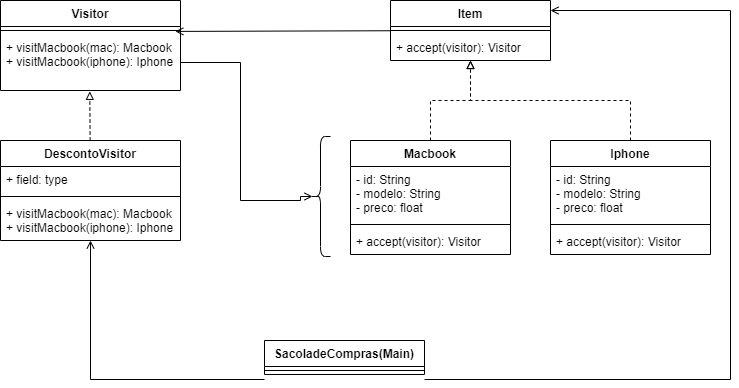 Visitor
+ visitMacbook(mac): Macbook
+ visitMacbook(iphone): Iphone
Item
+ accept(visitor): Visitor
DescontoVisitor
+ field: type
+ visitMacbook(mac): Macbook
+ visitMacbook(iphone): Iphone
Macbook
- id: String
- modelo: String
- preco: float
+ accept(visitor): Visitor
Iphone
- id: String
- modelo: String
- preco: float
+ accept(visitor): Visitor
SacoladeCompras(Main)